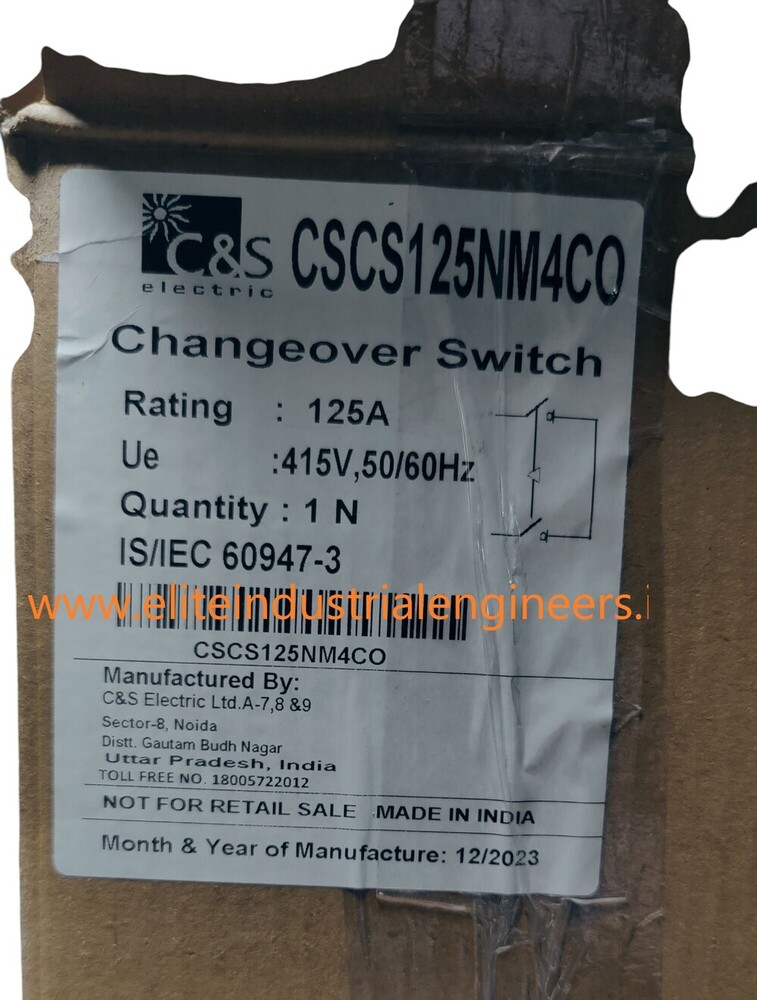 C&S
electric
CSCS125NM4CO
Changeover Switch
Rating : 125A
Ue :415V,50/60Hz
Quantity : 1 N
IS/IEC 60947-3
www.eliteindustrialengineers.i
CSCS125NM4CO
Manufactured By:
C&S Electric Ltd.A-7,8 &9
Sector-8, Noida
Distt. Gautam Budh Nagar
Uttar Pradesh, India
TOLL FREE NO. 18005722012
NOT FOR RETAIL SALE .MADE IN INDIA
Month & Year of Manufacture: 12/2023